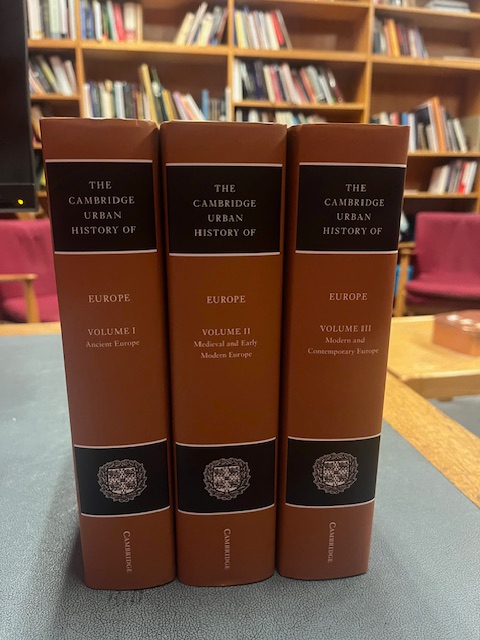 THE
CAMBRIDGE
URBAN
HISTORY OF
EUROPE
VOLUME I
Ancient Europe
CAMBRIDGE
THE
CAMBRIDGE
URBAN
HISTORY OF
EUROPE
VOLUME II
Medieval and Early
Modern Europe
CAMBRIDGE
THE
CAMBRIDGE
URBAN
HISTORY OF
EUROPE
VOLUME III
Modern and
Contemporary Europe
CAMBRIDGE